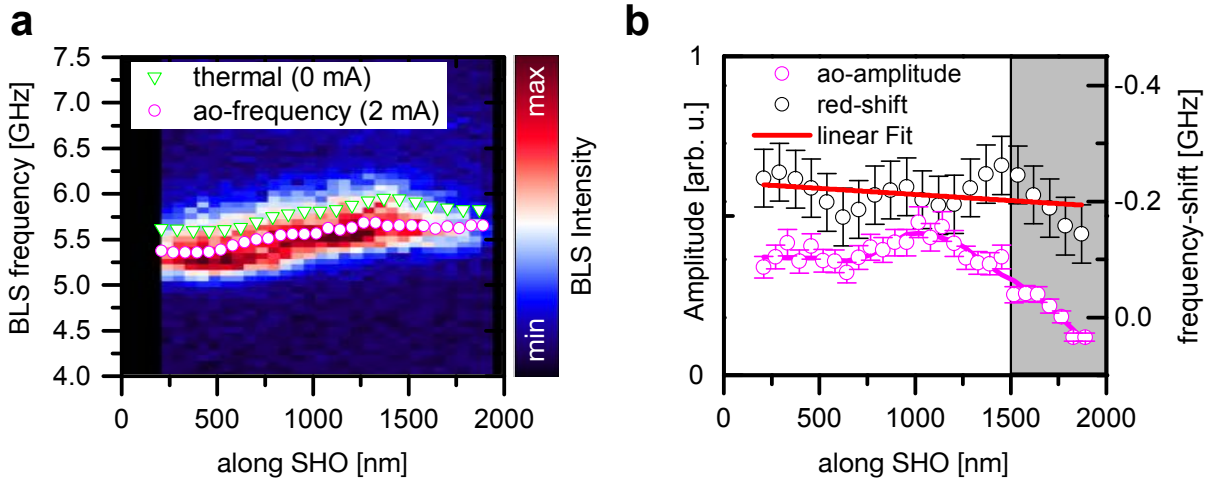 a
7.5
7.0
6.5
6.0
5.5
5.0
4.5
4.0
BLS frequency [GHz]
thermal (0 mA)
ao-frequency (2 mA)
0
500
1000
1500
2000
along SHO [nm]
max
min
BLS Intensity
b
1
0
Amplitude [arb. u.]
ao-amplitude
red-shift
linear Fit
0
500
1000
1500
2000
along SHO [nm]
-0.4
-0.2
0.0
frequency-shift [GHz]